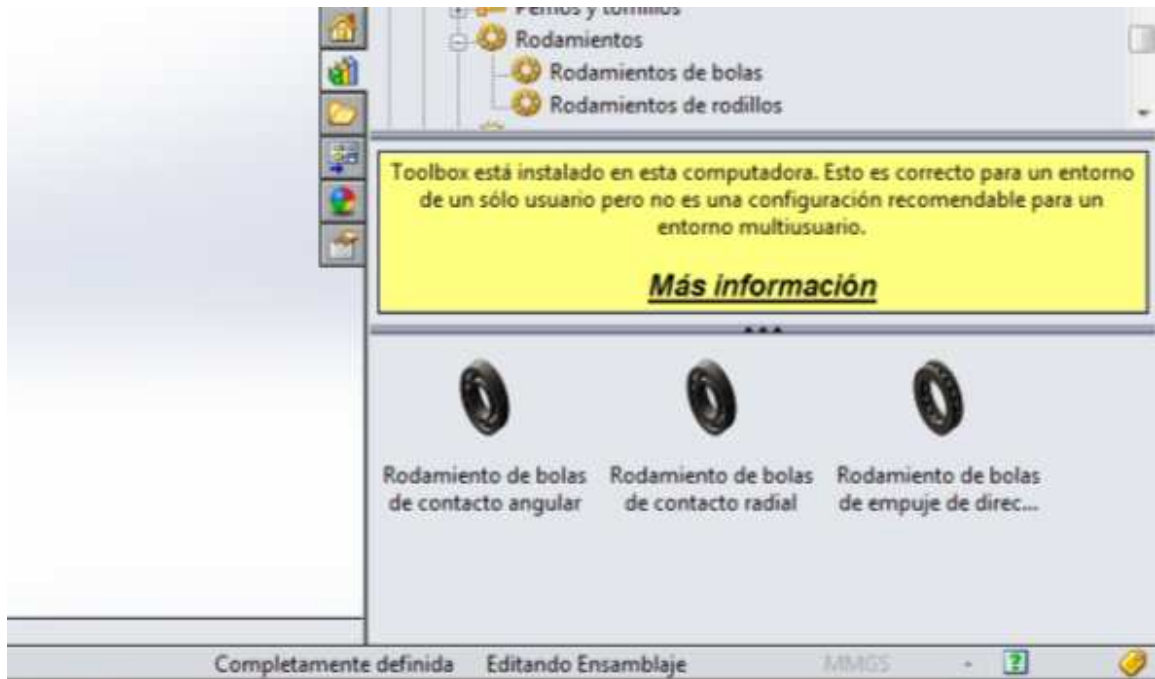 Pernos y tornillos
Rodamientos
Rodamientos de bolas
Rodamientos de rodillos
Toolbox está instalado en esta computadora. Esto es correcto para un entorno
de un sólo usuario pero no es una configuración recomendable para un
entorno multiusuario.
Más información
Rodamiento de bolas
de contacto angular
Rodamiento de bolas
de contacto radial
Rodamiento de bolas
de empuje de direc...
Completamente definida Editando Ensamblaje MMGS